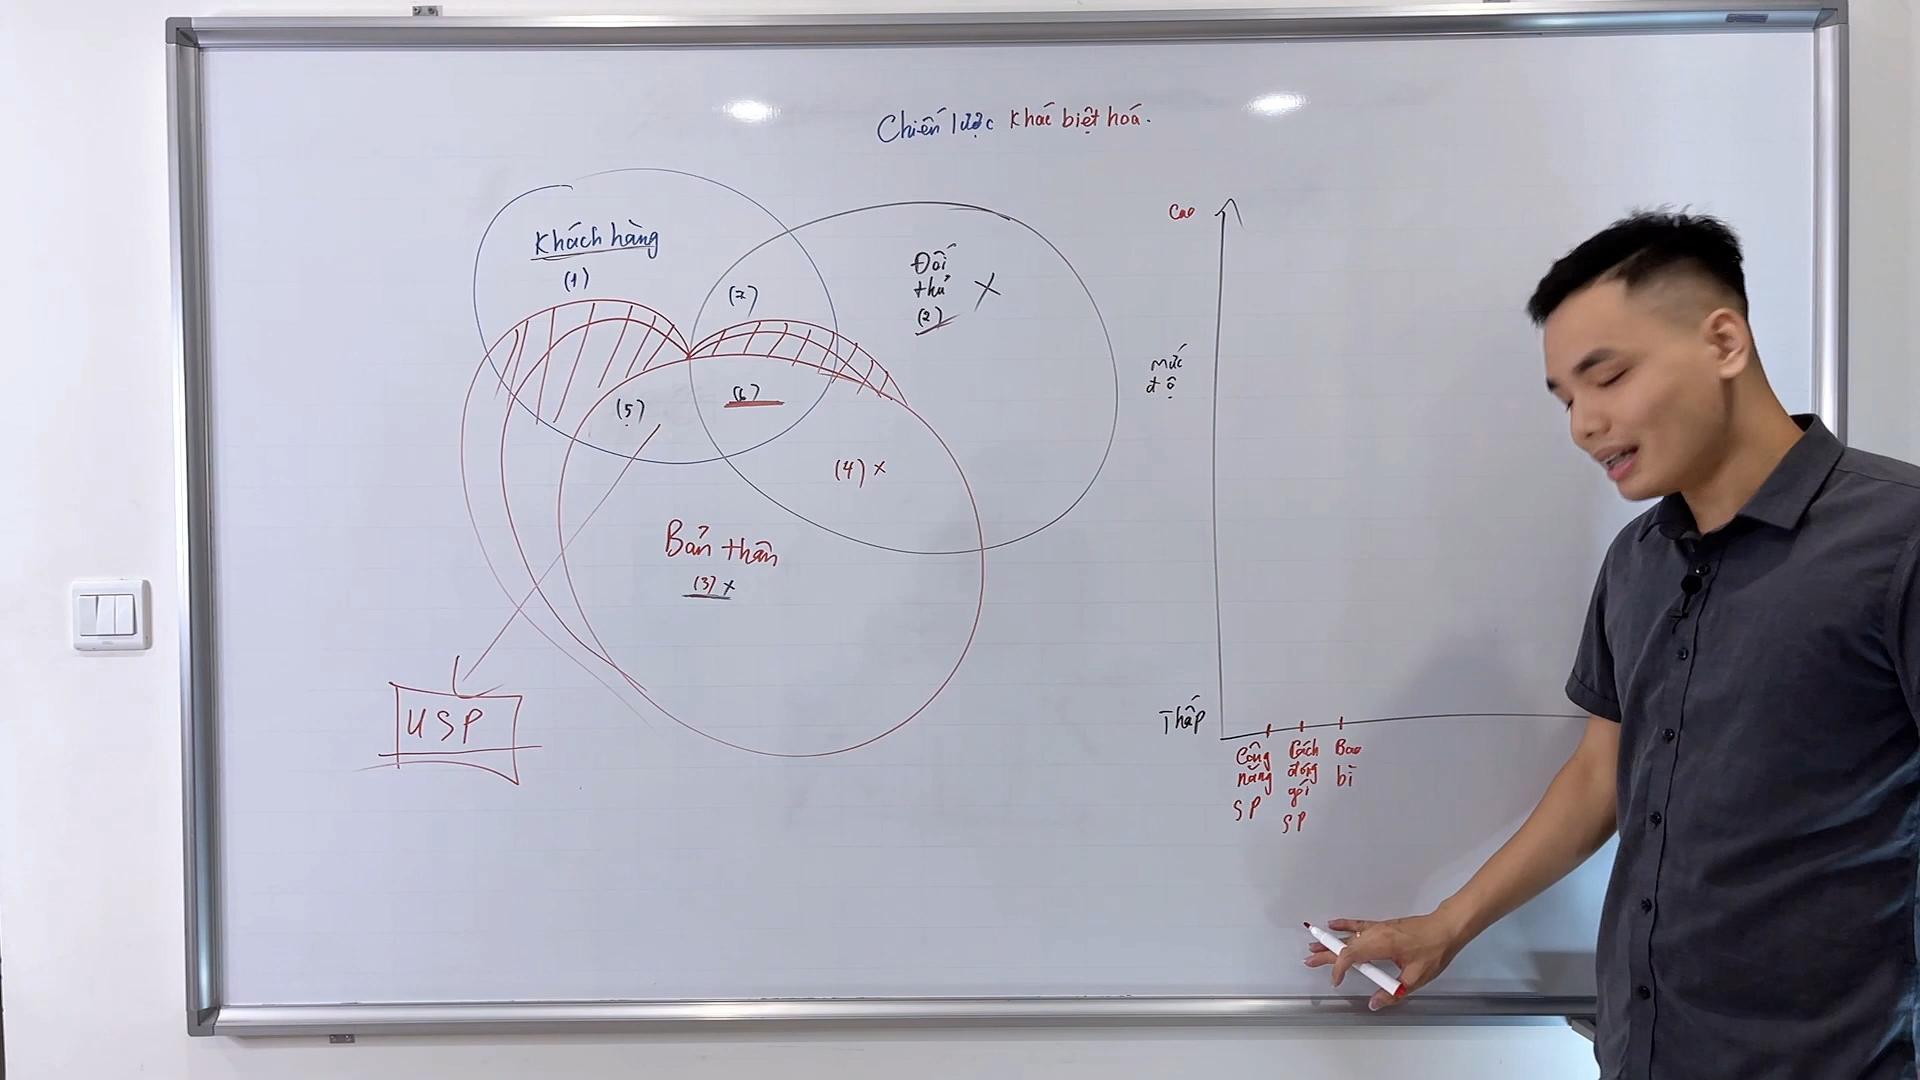 Chiến lược khác biệt hoá.
Khách hàng
(1)
(7)
Đối
thủ
(2)
(5)
(6)
(4) x
Bản thân
(3) x
USP
Cao
Mức
độ
Thấp
Công
năng
SP
Cách
đóng
gói
SP
Bao
bì